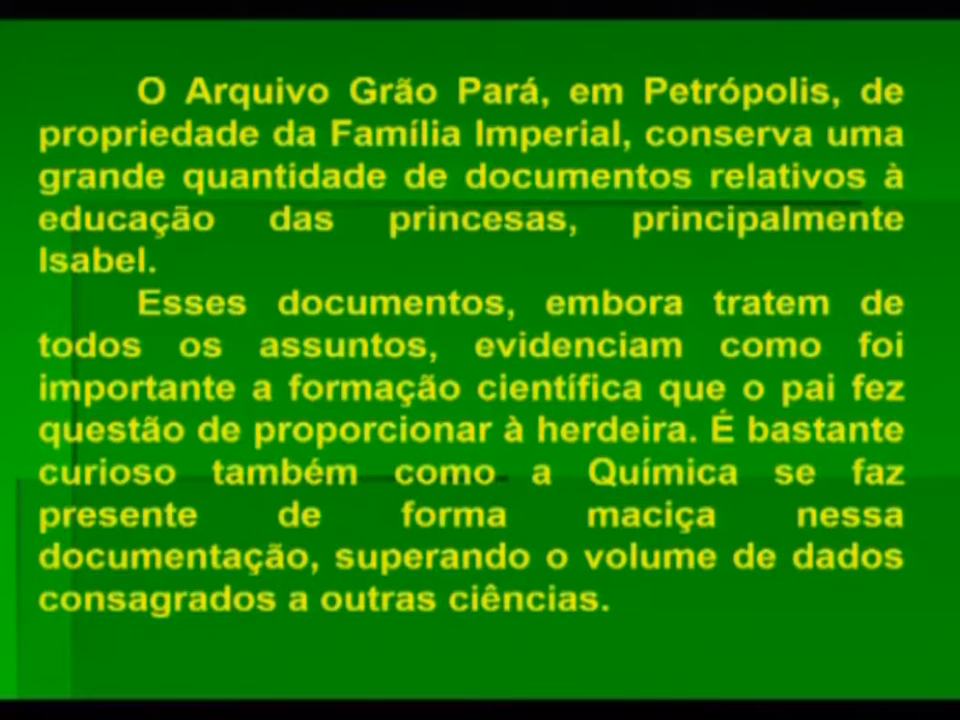 O Arquivo Grão Pará, em Petrópolis, de
propriedade da Família Imperial, conserva uma
grande quantidade de documentos relativos à
educação das princesas, principalmente
Isabel.
Esses documentos, embora tratem de
todos os assuntos, evidenciam como foi
importante a formação científica que o pai fez
questão de proporcionar à herdeira. É bastante
curioso também como a Química se faz
presente de forma maciça nessa
documentação, superando o volume de dados
consagrados a outras ciências.